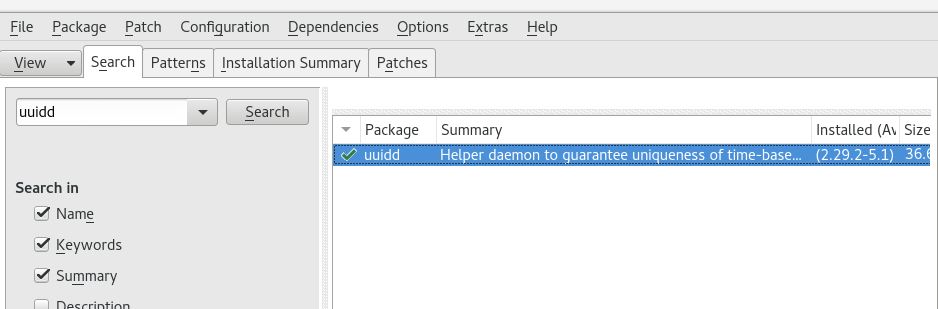 File Package Patch Configuration Dependencies Options Extras Help
View Search Patterns Installation Summary Patches
uuidd Search
Package Summary Installed (Av Size
uuidd Helper daemon to guarantee uniqueness of time-base... (2.29.2-5.1) 36.6
Search in
Name
Keywords
Summary
Description